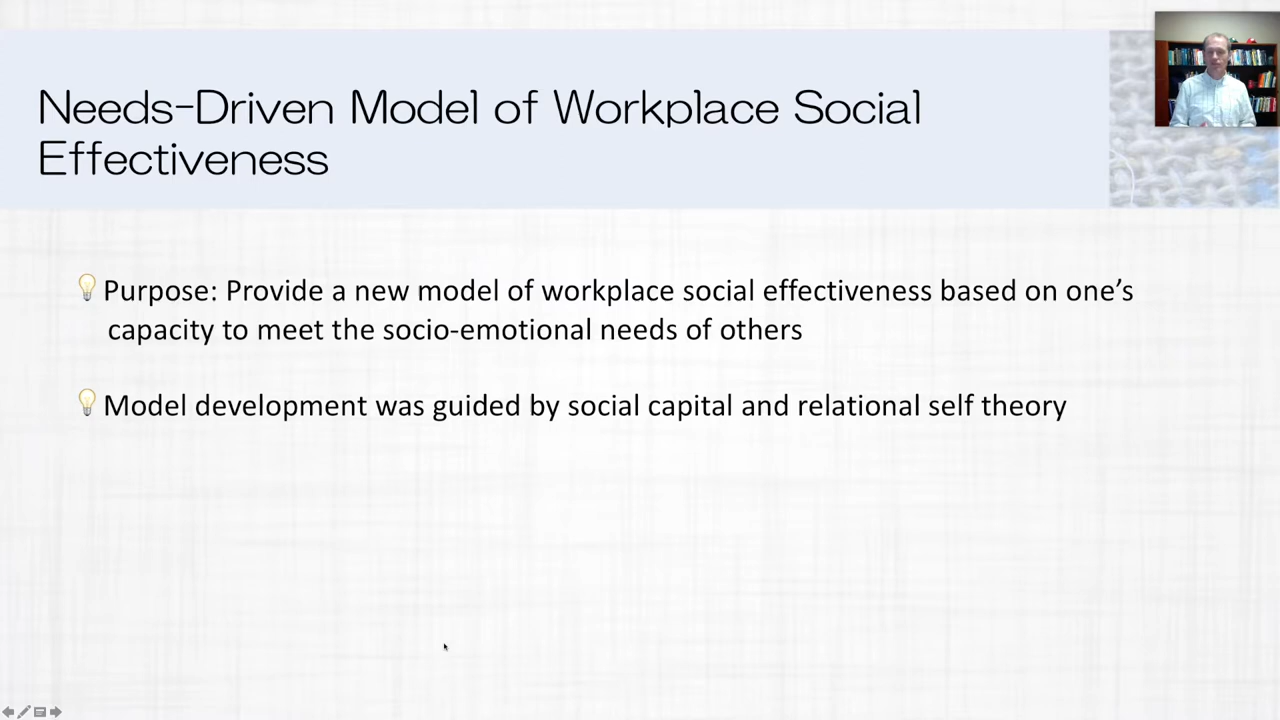 Needs-Driven Model of Workplace Social
Effectiveness
Purpose: Provide a new model of workplace social effectiveness based on one’s
capacity to meet the socio-emotional needs of others
Model development was guided by social capital and relational self theory